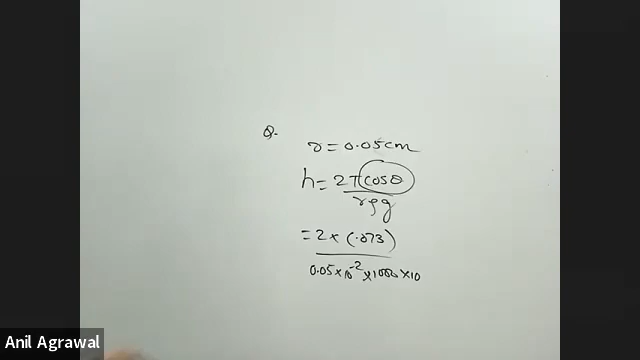 Q.
r = 0.05cm
h = 2T cosθ
rρg
= 2 × (.073)
0.05 × 10⁻² × 1000 × 10
Anil Agrawal